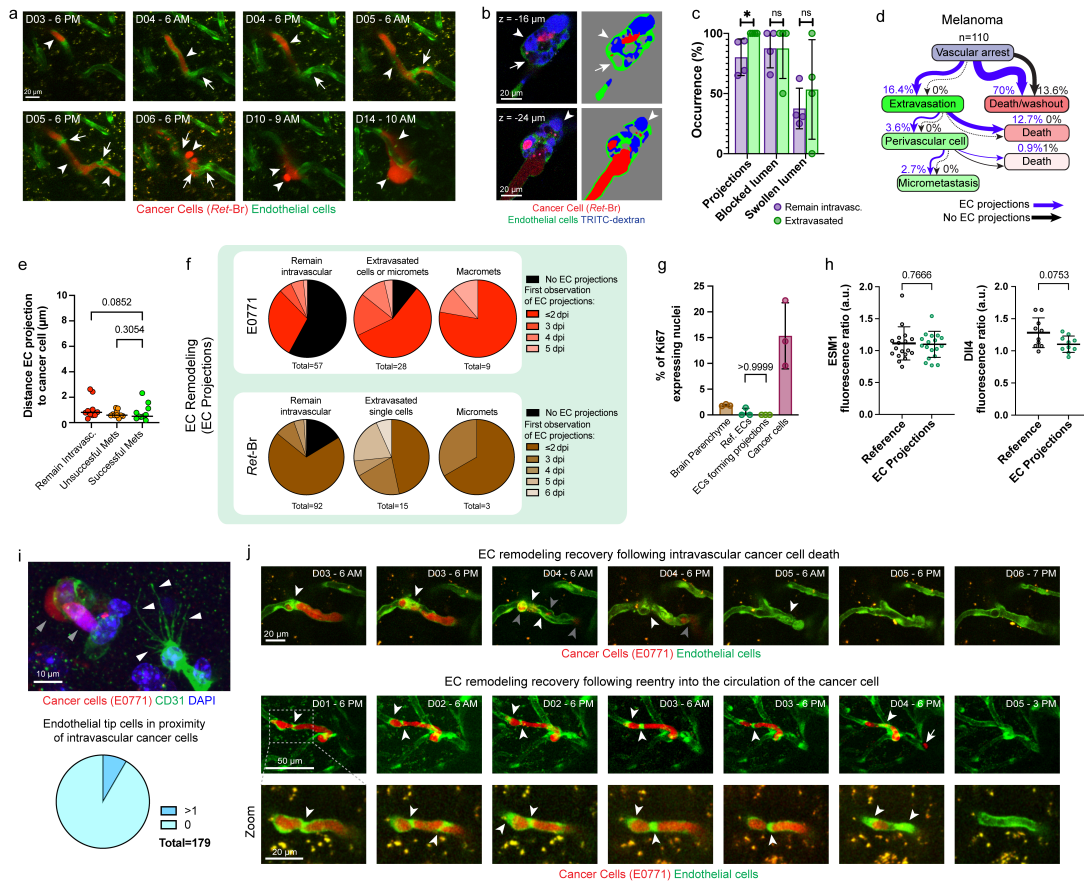 a
D03 - 6 PM
D04 - 6 AM
D04 - 6 PM
D05 - 6 AM
20 µm
D05 - 6 PM
D06 - 7 PM
D10 - 9 AM
D14 - 10 AM
Cancer Cells (Ret-Br) Endothelial cells
b
z = -16 µm
20 µm
z = -24 µm
20 µm
Cancer Cell (Ret-Br)
Endothelial cells TRITC-dextran
c
* ns ns
Occurrence (%)
100
50
0
Projections
Blocked lumen
Swollen lumen
Remain intravasc.
Extravasated
d
Melanoma
n=110
Vascular arrest
16.4% 0% 70% 13.6%
Extravasation
Death/washout
12.7% 0%
3.6% 0%
Death
Perivascular cell
0.9% 1%
Death
2.7% 0%
Micrometastasis
EC projections
No EC projections
e
Distance EC projection
to cancer cell (µm)
10
8
6
4
2
0
0.0852
0.3054
Remain Intravasc.
Unsuccesful Mets
Successful Mets
f
EC Remodeling
(EC Projections)
E0771
Remain
intravascular
Total=57
Extravasated
cells or micromets
Total=28
Macromets
Total=9
No EC projections
First observation
of EC projections:
≤2 dpi
3 dpi
4 dpi
5 dpi
Ret-Br
Remain
intravascular
Total=92
Extravasated
single cells
Total=15
Micromets
Total=3
No EC projections
First observation
of EC projections:
≤2 dpi
3 dpi
4 dpi
5 dpi
6 dpi
g
% of KI67
expressing nuclei
25
20
15
10
5
0
>0.9999
Brain Parenchyme
Ref. ECs
ECs forming projections
Cancer cells
h
0.7666
ESM1
fluorescence ratio (a.u.)
2.0
1.5
1.0
0.5
0.0
Reference
EC Projections
0.0753
Dll4
fluorescence ratio (a.u.)
2.0
1.5
1.0
0.5
0.0
Reference
EC Projections
i
10 µm
Cancer cells (E0771) CD31 DAPI
Endothelial tip cells in proximity
of intravascular cancer cells
>1
0
Total=179
j
EC remodeling recovery following intravascular cancer cell death
D03 - 6 AM
D03 - 6 PM
D04 - 6 AM
D04 - 6 PM
D05 - 6 AM
D05 - 6 PM
D06 - 7 PM
20 µm
Cancer Cells (E0771) Endothelial cells
EC remodeling recovery following reentry into the circulation of the cancer cell
D01 - 6 PM
D02 - 6 AM
D02 - 6 PM
D03 - 6 AM
D03 - 6 PM
D04 - 6 PM
D05 - 3 PM
50 µm
Zoom
20 µm
Cancer Cells (E0771) Endothelial cells